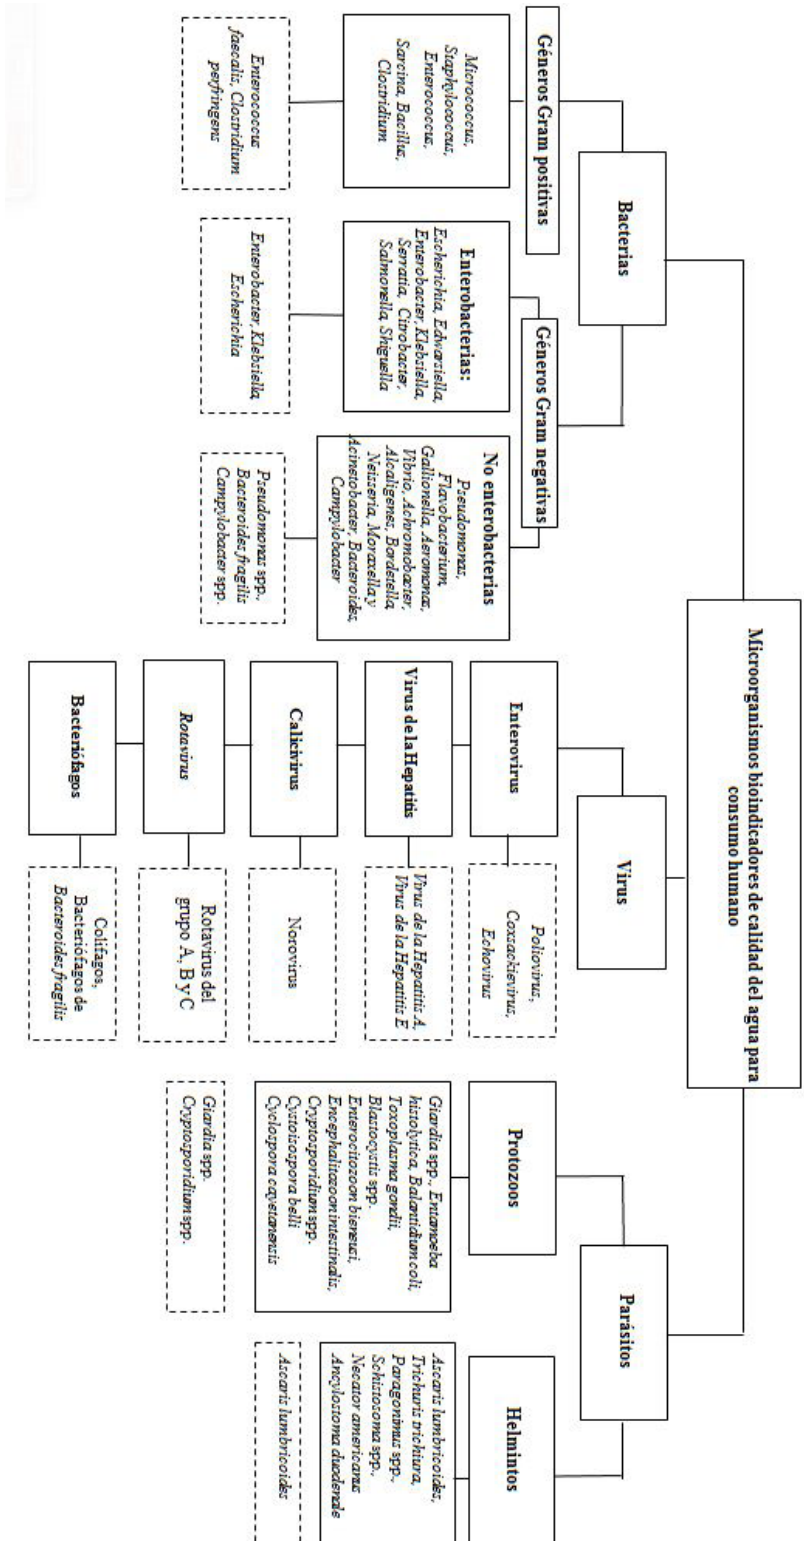 Microorganismos bioindicadores de calidad del agua para
consumo humano
Bacterias
Géneros Gram positivas
Micrococcus,
Staphylococcus,
Enterococcus,
Sarcina, Bacillus,
Clostridium
Enterococcus
faecalis, Clostridium
perfringens
Géneros Gram negativas
Enterobacterias:
Escherichia, Edwarsiella,
Enterobacter, Klebsiella,
Serratia, Citrobacter,
Salmonella, Shiguella
Enterobacter, Klebsiella,
Escherichia
No enterobacterias
Pseudomonas,
Flavobacterium,
Gallionella, Aeromonas,
Vibrio, Achromobacter,
Alcaligenes, Bordetella,
Neisseria, Moraxella y
Acinetobacter, Bacteroides,
Campylobacter
Pseudomonas spp.,
Bacteroides fragilis
Campylobacter spp.
Virus
Enterovirus
Poliovirus,
Coxsackievirus,
Echovirus
Virus de la Hepatitis
Virus de la Hepatitis A,
Virus de la Hepatitis E
Calicivirus
Norovirus
Rotavirus
Rotavirus del
grupo A, B y C
Bacteriófagos
Colifagos,
Bacteriófagos de
Bacteroides fragilis
Parásitos
Protozoos
Giardia spp., Entamoeba
histolytica, Balantidium coli,
Toxoplasma gondii,
Blastocystis spp.
Enterocitozoon bieneusi,
Encephalitozoon intestinalis,
Cryptosporidium spp.
Cystoisospora belli
Cyclospora cayetanensis
Giardia spp.
Cryptosporidium spp.
Helmintos
Ascaris lumbricoides,
Trichuris trichiura,
Paragonimus spp.,
Schistosoma spp.,
Necator americanus
Ancylostoma duodenale
Ascaris lumbricoides